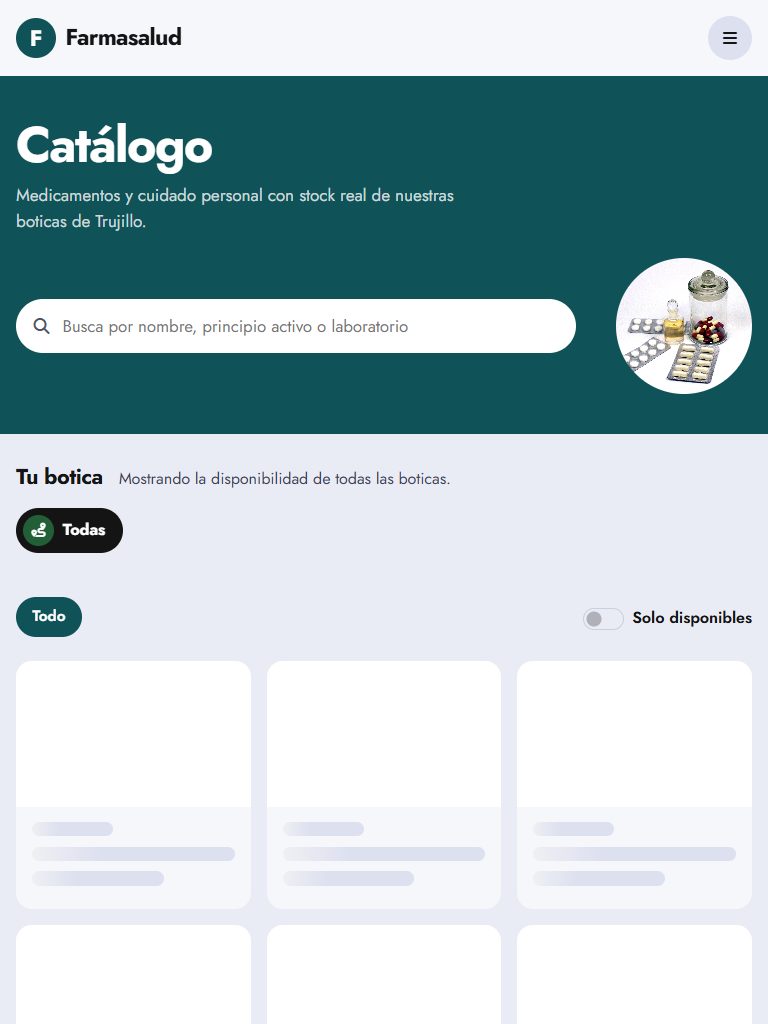 F Farmasalud
Catálogo
Medicamentos y cuidado personal con stock real de nuestras
boticas de Trujillo.
Busca por nombre, principio activo o laboratorio
Tu botica Mostrando la disponibilidad de todas las boticas.
Todas
Todo Solo disponibles